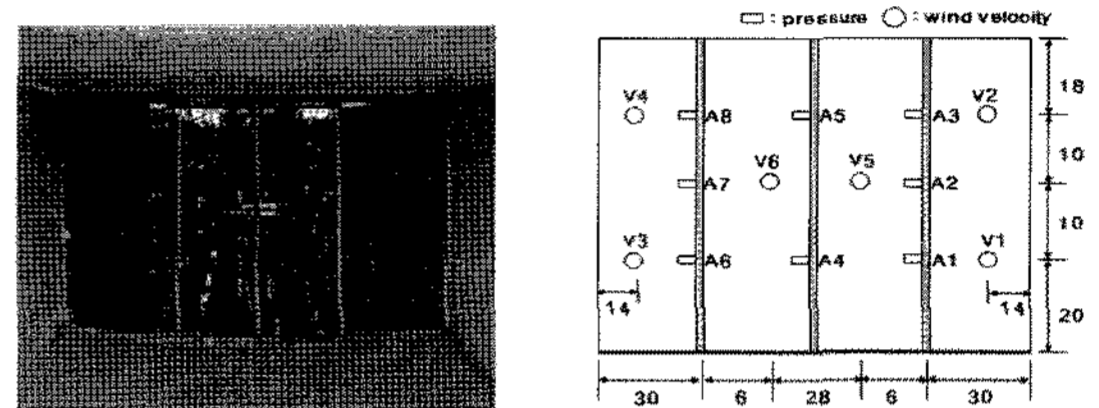 : pressure : wind velocity
18
V4 V2
A8 A5 A3
10
V6 V5
A7 A2
10
V3 V1
A6 A4 A1
14 14
20
30 6 28 6 30